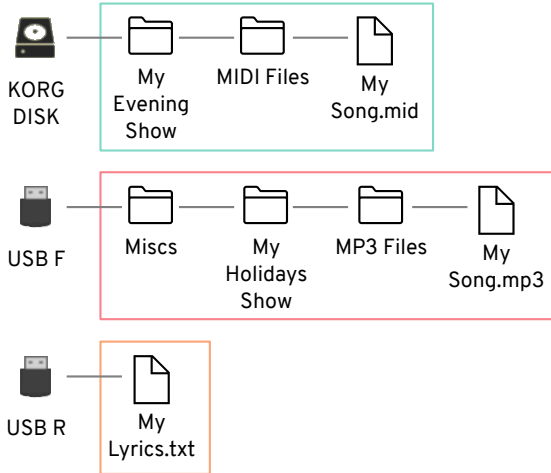 KORG
DISK
My
Evening
Show
MIDI Files
My
Song.mid
USB F
Miscs
My
Holidays
Show
MP3 Files
My
Song.mp3
USB R
My
Lyrics.txt